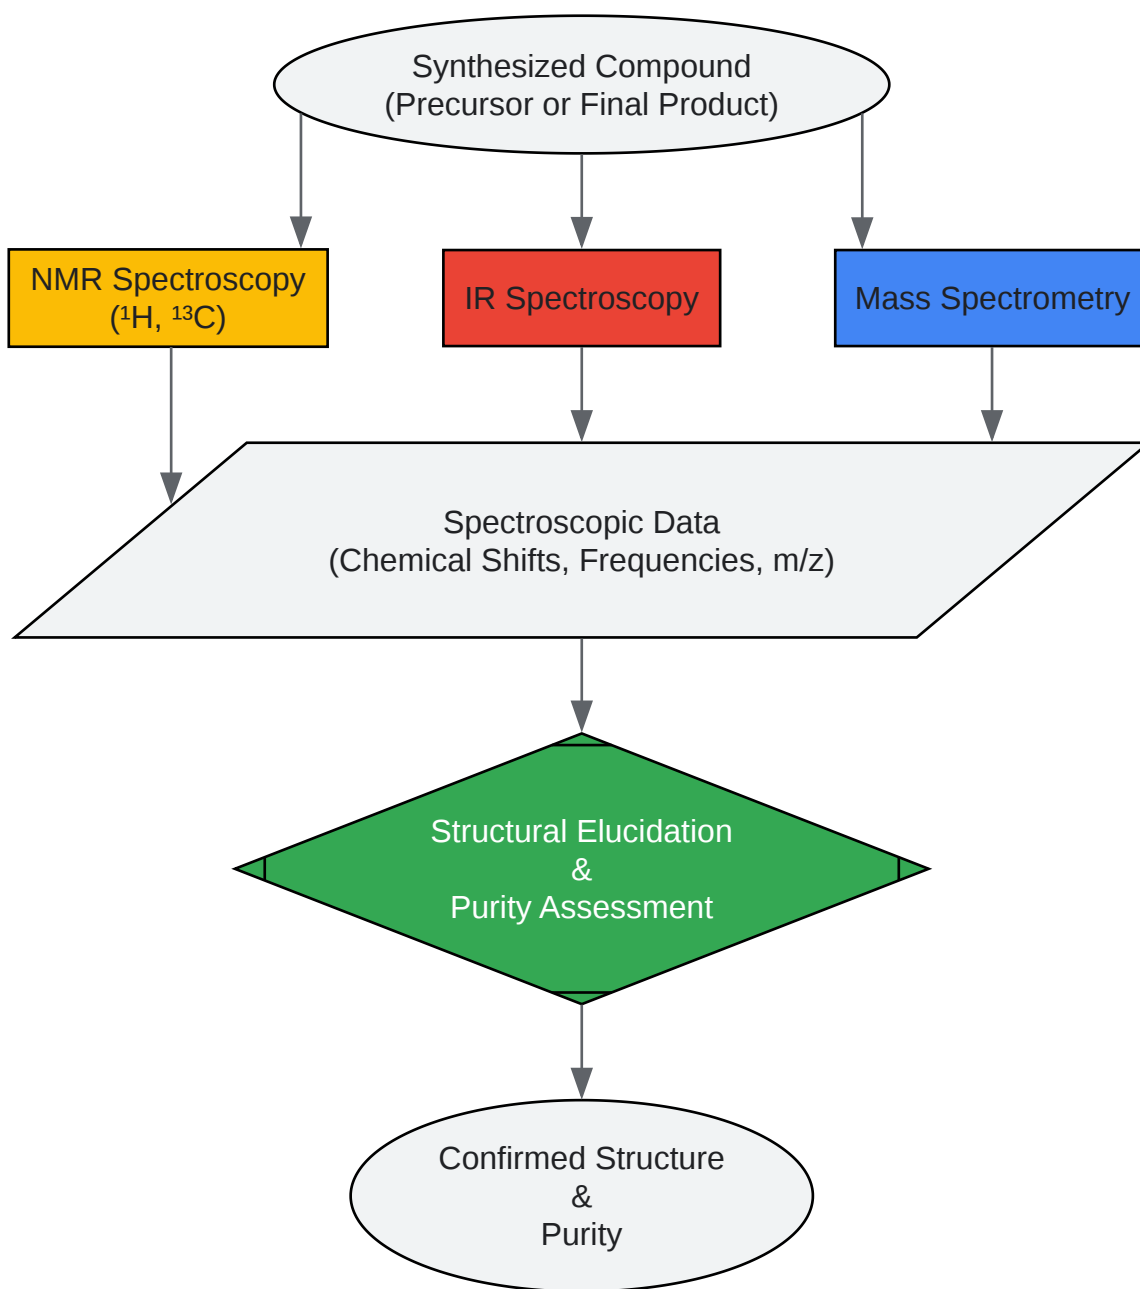 Synthesized Compound
(Precursor or Final Product)
NMR Spectroscopy
(¹H, ¹³C)
IR Spectroscopy
Mass Spectrometry
Spectroscopic Data
(Chemical Shifts, Frequencies, m/z)
Structural Elucidation
&
Purity Assessment
Confirmed Structure
&
Purity